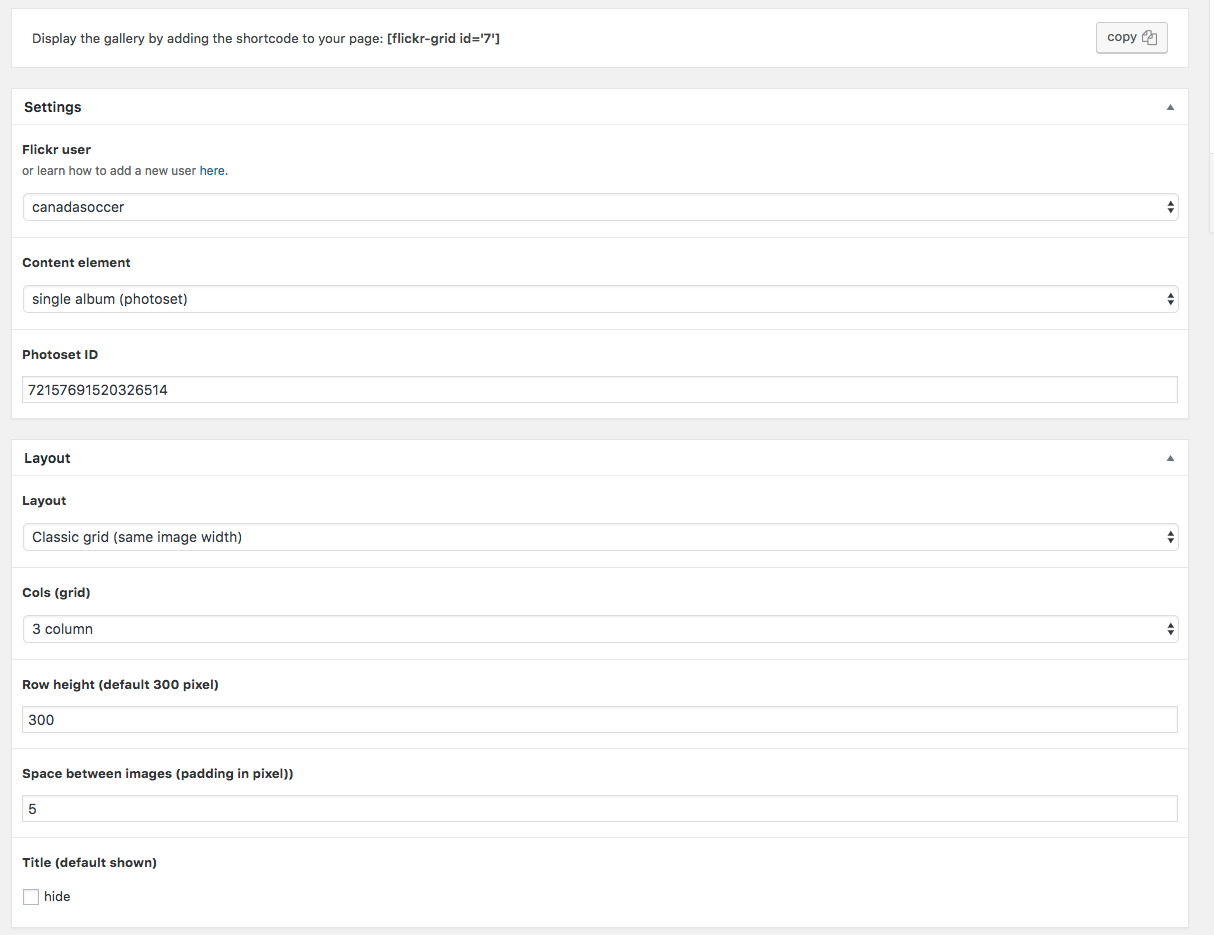 Display the gallery by adding the shortcode to your page: [flickr-grid id='7']
copy
Settings
Flickr user
or learn how to add a new user here.
canadasoccer
Content element
single album (photoset)
Photoset ID
72157691520326514
Layout
Layout
Classic grid (same image width)
Cols (grid)
3 column
Row height (default 300 pixel)
300
Space between images (padding in pixel))
5
Title (default shown)
hide